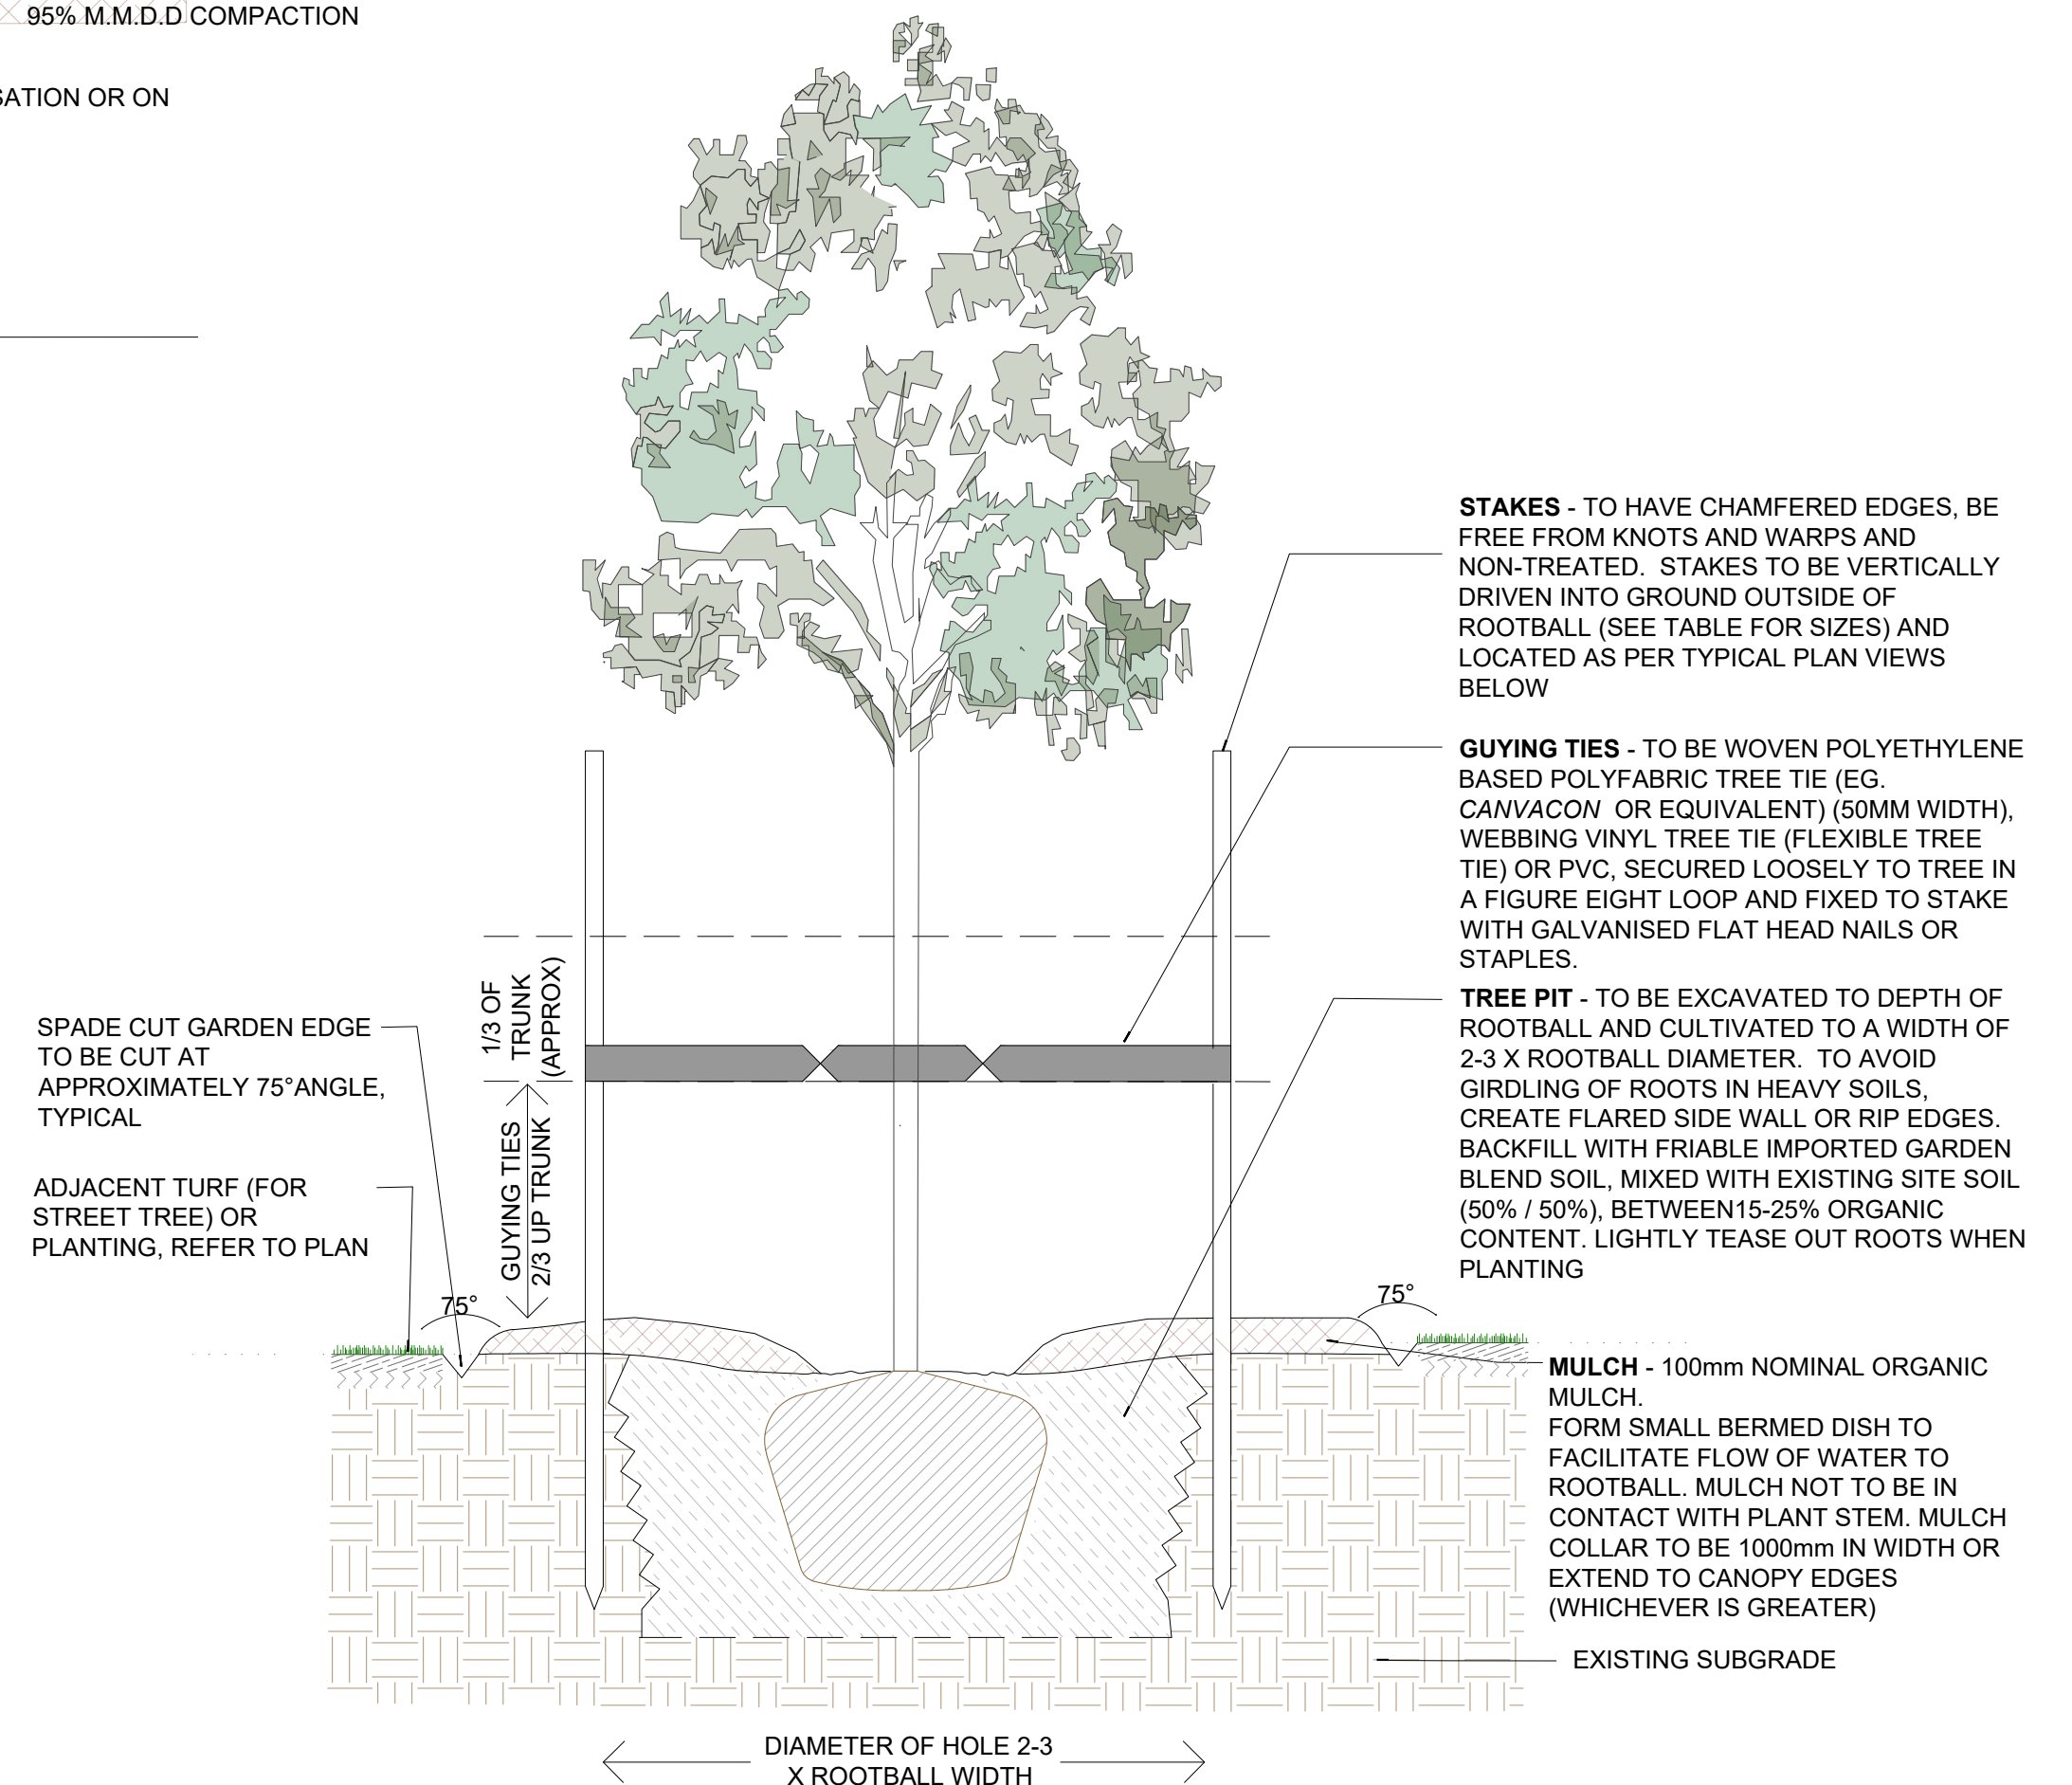 95% M.M.D.D COMPACTION
SATION OR ON
STAKES - TO HAVE CHAMFERED EDGES, BE
FREE FROM KNOTS AND WARPS AND
NON-TREATED.  STAKES TO BE VERTICALLY
DRIVEN INTO GROUND OUTSIDE OF
ROOTBALL (SEE TABLE FOR SIZES) AND
LOCATED AS PER TYPICAL PLAN VIEWS
BELOW
GUYING TIES - TO BE WOVEN POLYETHYLENE
BASED POLYFABRIC TREE TIE (EG.
CANVACON  OR EQUIVALENT) (50MM WIDTH),
WEBBING VINYL TREE TIE (FLEXIBLE TREE
TIE) OR PVC, SECURED LOOSELY TO TREE IN
A FIGURE EIGHT LOOP AND FIXED TO STAKE
WITH GALVANISED FLAT HEAD NAILS OR
STAPLES.
TREE PIT - TO BE EXCAVATED TO DEPTH OF
ROOTBALL AND CULTIVATED TO A WIDTH OF
2-3 X ROOTBALL DIAMETER.  TO AVOID
GIRDLING OF ROOTS IN HEAVY SOILS,
CREATE FLARED SIDE WALL OR RIP EDGES.
BACKFILL WITH FRIABLE IMPORTED GARDEN
BLEND SOIL, MIXED WITH EXISTING SITE SOIL
(50% / 50%), BETWEEN15-25% ORGANIC
CONTENT. LIGHTLY TEASE OUT ROOTS WHEN
PLANTING
1/3 OF
TRUNK
(APPROX)
GUYING TIES
2/3 UP TRUNK
SPADE CUT GARDEN EDGE
TO BE CUT AT
APPROXIMATELY 75°ANGLE,
TYPICAL
ADJACENT TURF (FOR
STREET TREE) OR
PLANTING, REFER TO PLAN
75°
75°
MULCH - 100mm NOMINAL ORGANIC
MULCH.
FORM SMALL BERMED DISH TO
FACILITATE FLOW OF WATER TO
ROOTBALL. MULCH NOT TO BE IN
CONTACT WITH PLANT STEM. MULCH
COLLAR TO BE 1000mm IN WIDTH OR
EXTEND TO CANOPY EDGES
(WHICHEVER IS GREATER)
EXISTING SUBGRADE
DIAMETER OF HOLE 2-3
X ROOTBALL WIDTH